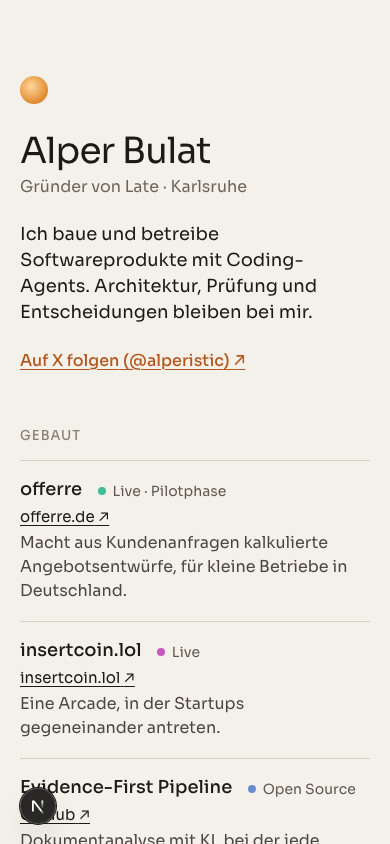 Alper Bulat
Gründer von Late · Karlsruhe
Ich baue und betreibe
Softwareprodukte mit Coding-
Agents. Architektur, Prüfung und
Entscheidungen bleiben bei mir.
Auf X folgen (@alperistic) ↗
GEBAUT
offerre Live · Pilotphase
offerre.de ↗
Macht aus Kundenanfragen kalkulierte
Angebotsentwürfe, für kleine Betriebe in
Deutschland.
insertcoin.lol Live
insertcoin.lol ↗
Eine Arcade, in der Startups
gegeneinander antreten.
Evidence-First Pipeline Open Source
N
Dokumentanalyse mit KI, bei der jede